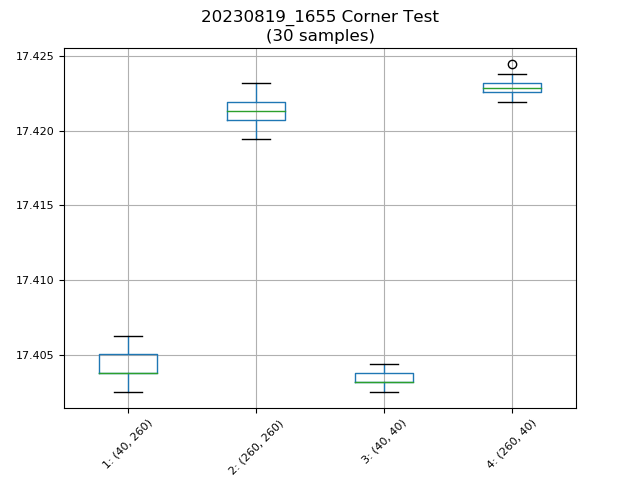 20230819_1655 Corner Test
(30 samples)
17.425
17.420
17.415
17.410
17.405
1: (40, 260)
2: (260, 260)
3: (40, 40)
4: (260, 40)